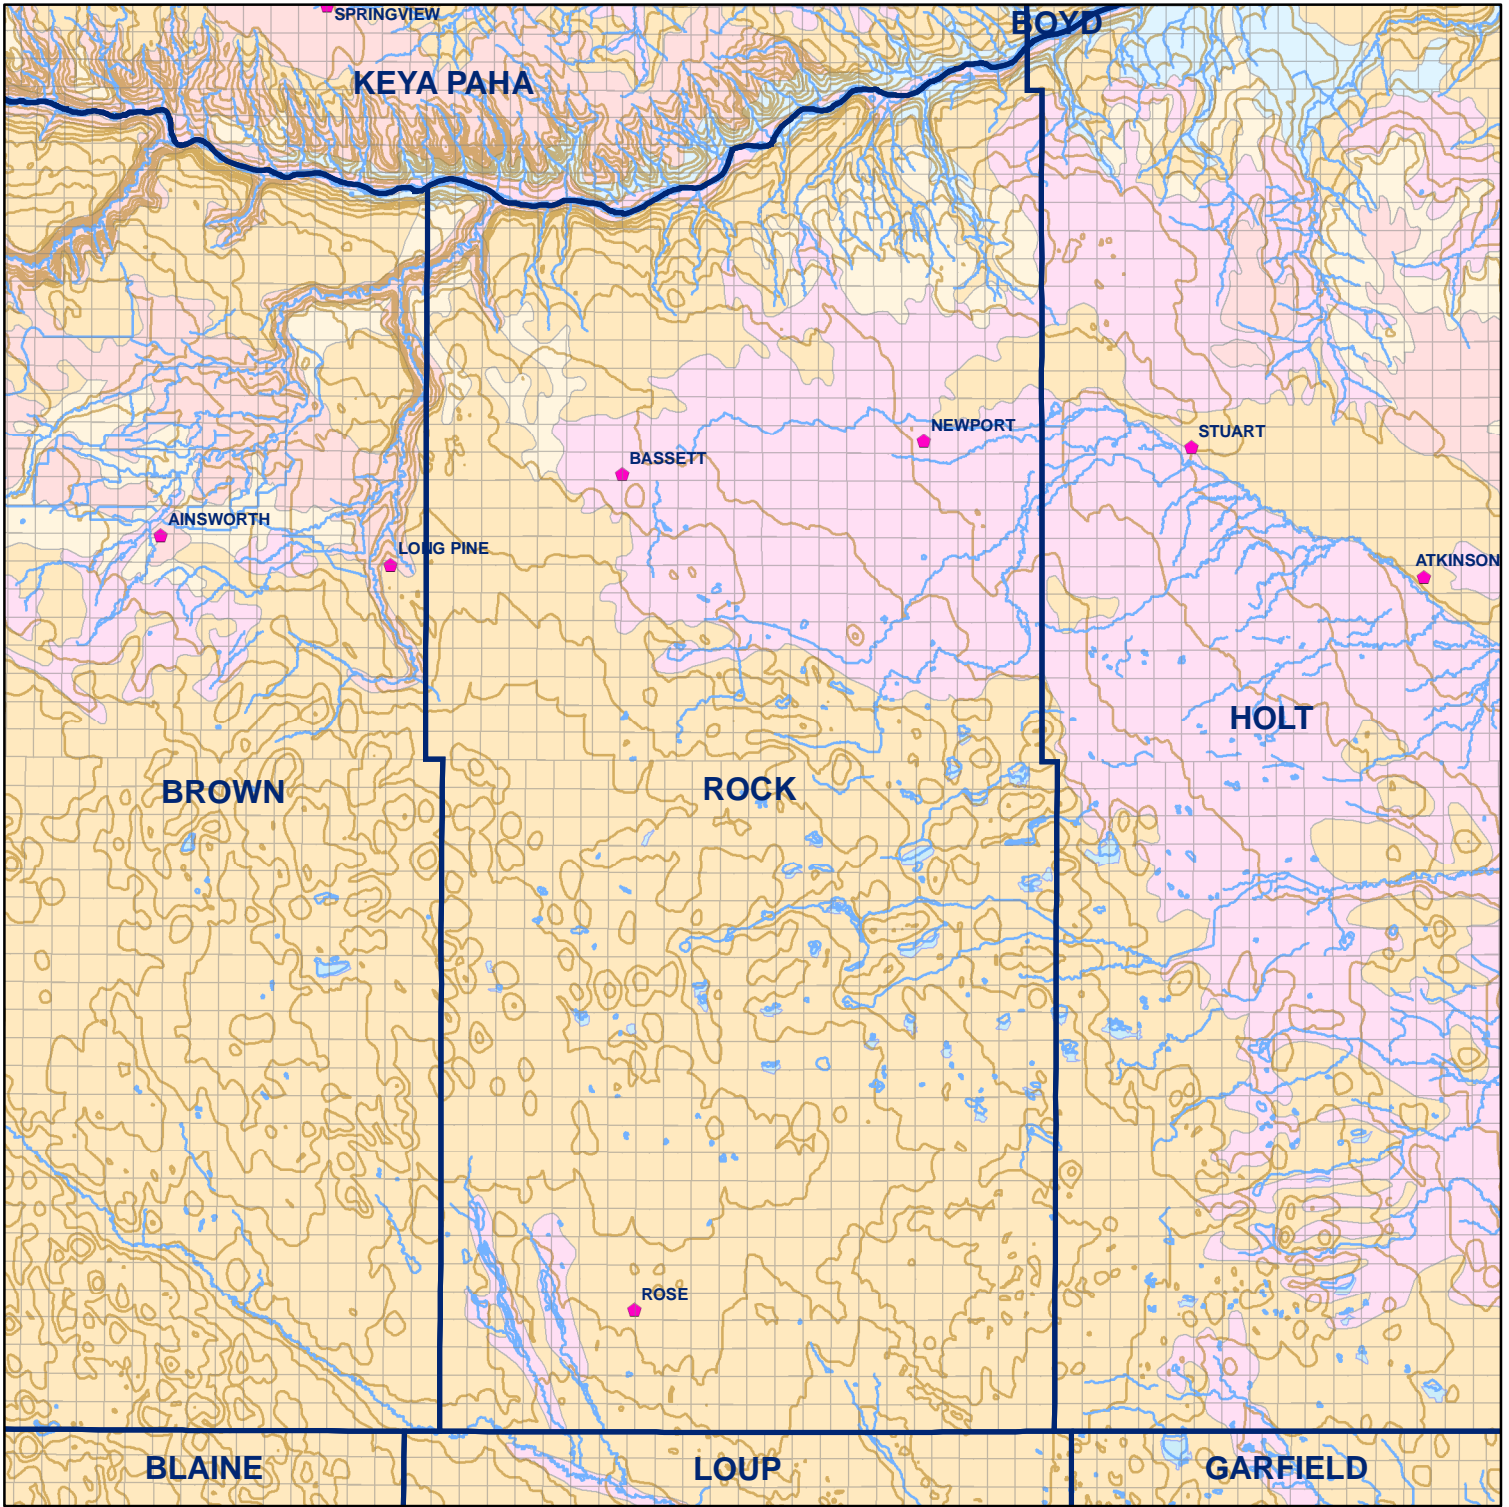 SPRINGVIEW
BOYD
KEYA PAHA
NEWPORT
STUART
BASSETT
AINSWORTH
LONG PINE
ATKINSON
HOLT
BROWN
ROCK
ROSE
BLAINE
LOUP
GARFIELD